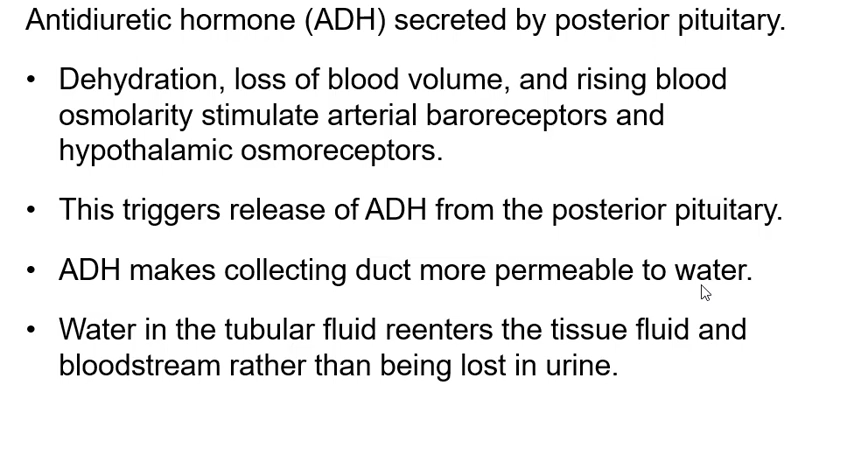 Antidiuretic hormone (ADH) secreted by posterior pituitary.
• Dehydration, loss of blood volume, and rising blood
osmolarity stimulate arterial baroreceptors and
hypothalamic osmoreceptors.
• This triggers release of ADH from the posterior pituitary.
• ADH makes collecting duct more permeable to water.
• Water in the tubular fluid reenters the tissue fluid and
bloodstream rather than being lost in urine.